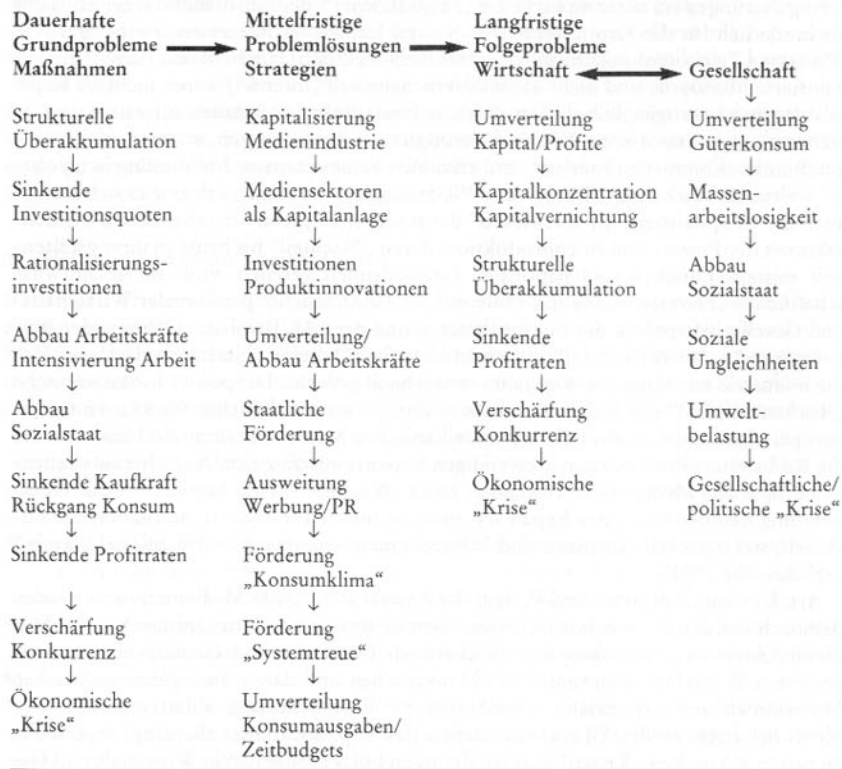 Dauerhafte
Grundprobleme
Maßnahmen
Strukturelle
Überakkumulation
Sinkende
Investitionsquoten
Rationalisierungs-
investitionen
Abbau Arbeitskräfte
Intensivierung Arbeit
Abbau
Sozialstaat
Sinkende Kaufkraft
Rückgang Konsum
Sinkende Profitraten
Verschärfung
Konkurrenz
Ökonomische
„Krise“
Mittelfristige
Problemlösungen
Strategien
Kapitalisierung
Medienindustrie
Mediensektoren
als Kapitalanlage
Investitionen
Produktinnovationen
Umverteilung/
Abbau Arbeitskräfte
Staatliche
Förderung
Ausweitung
Werbung/PR
Förderung
„Konsumklima“
Förderung
„Systemtreue“
Umverteilung
Konsumausgaben/
Zeitbudgets
Langfristige
Folgeprobleme
Wirtschaft
Umverteilung
Kapital/Profite
Kapitalkonzentration
Kapitalvernichtung
Strukturelle
Überakkumulation
Sinkende
Profitraten
Verschärfung
Konkurrenz
Ökonomische
„Krise“
Gesellschaft
Umverteilung
Güterkonsum
Massen-
arbeitslosigkeit
Abbau
Sozialstaat
Soziale
Ungleichheiten
Umwelt-
belastung
Gesellschaftliche/
politische „Krise“